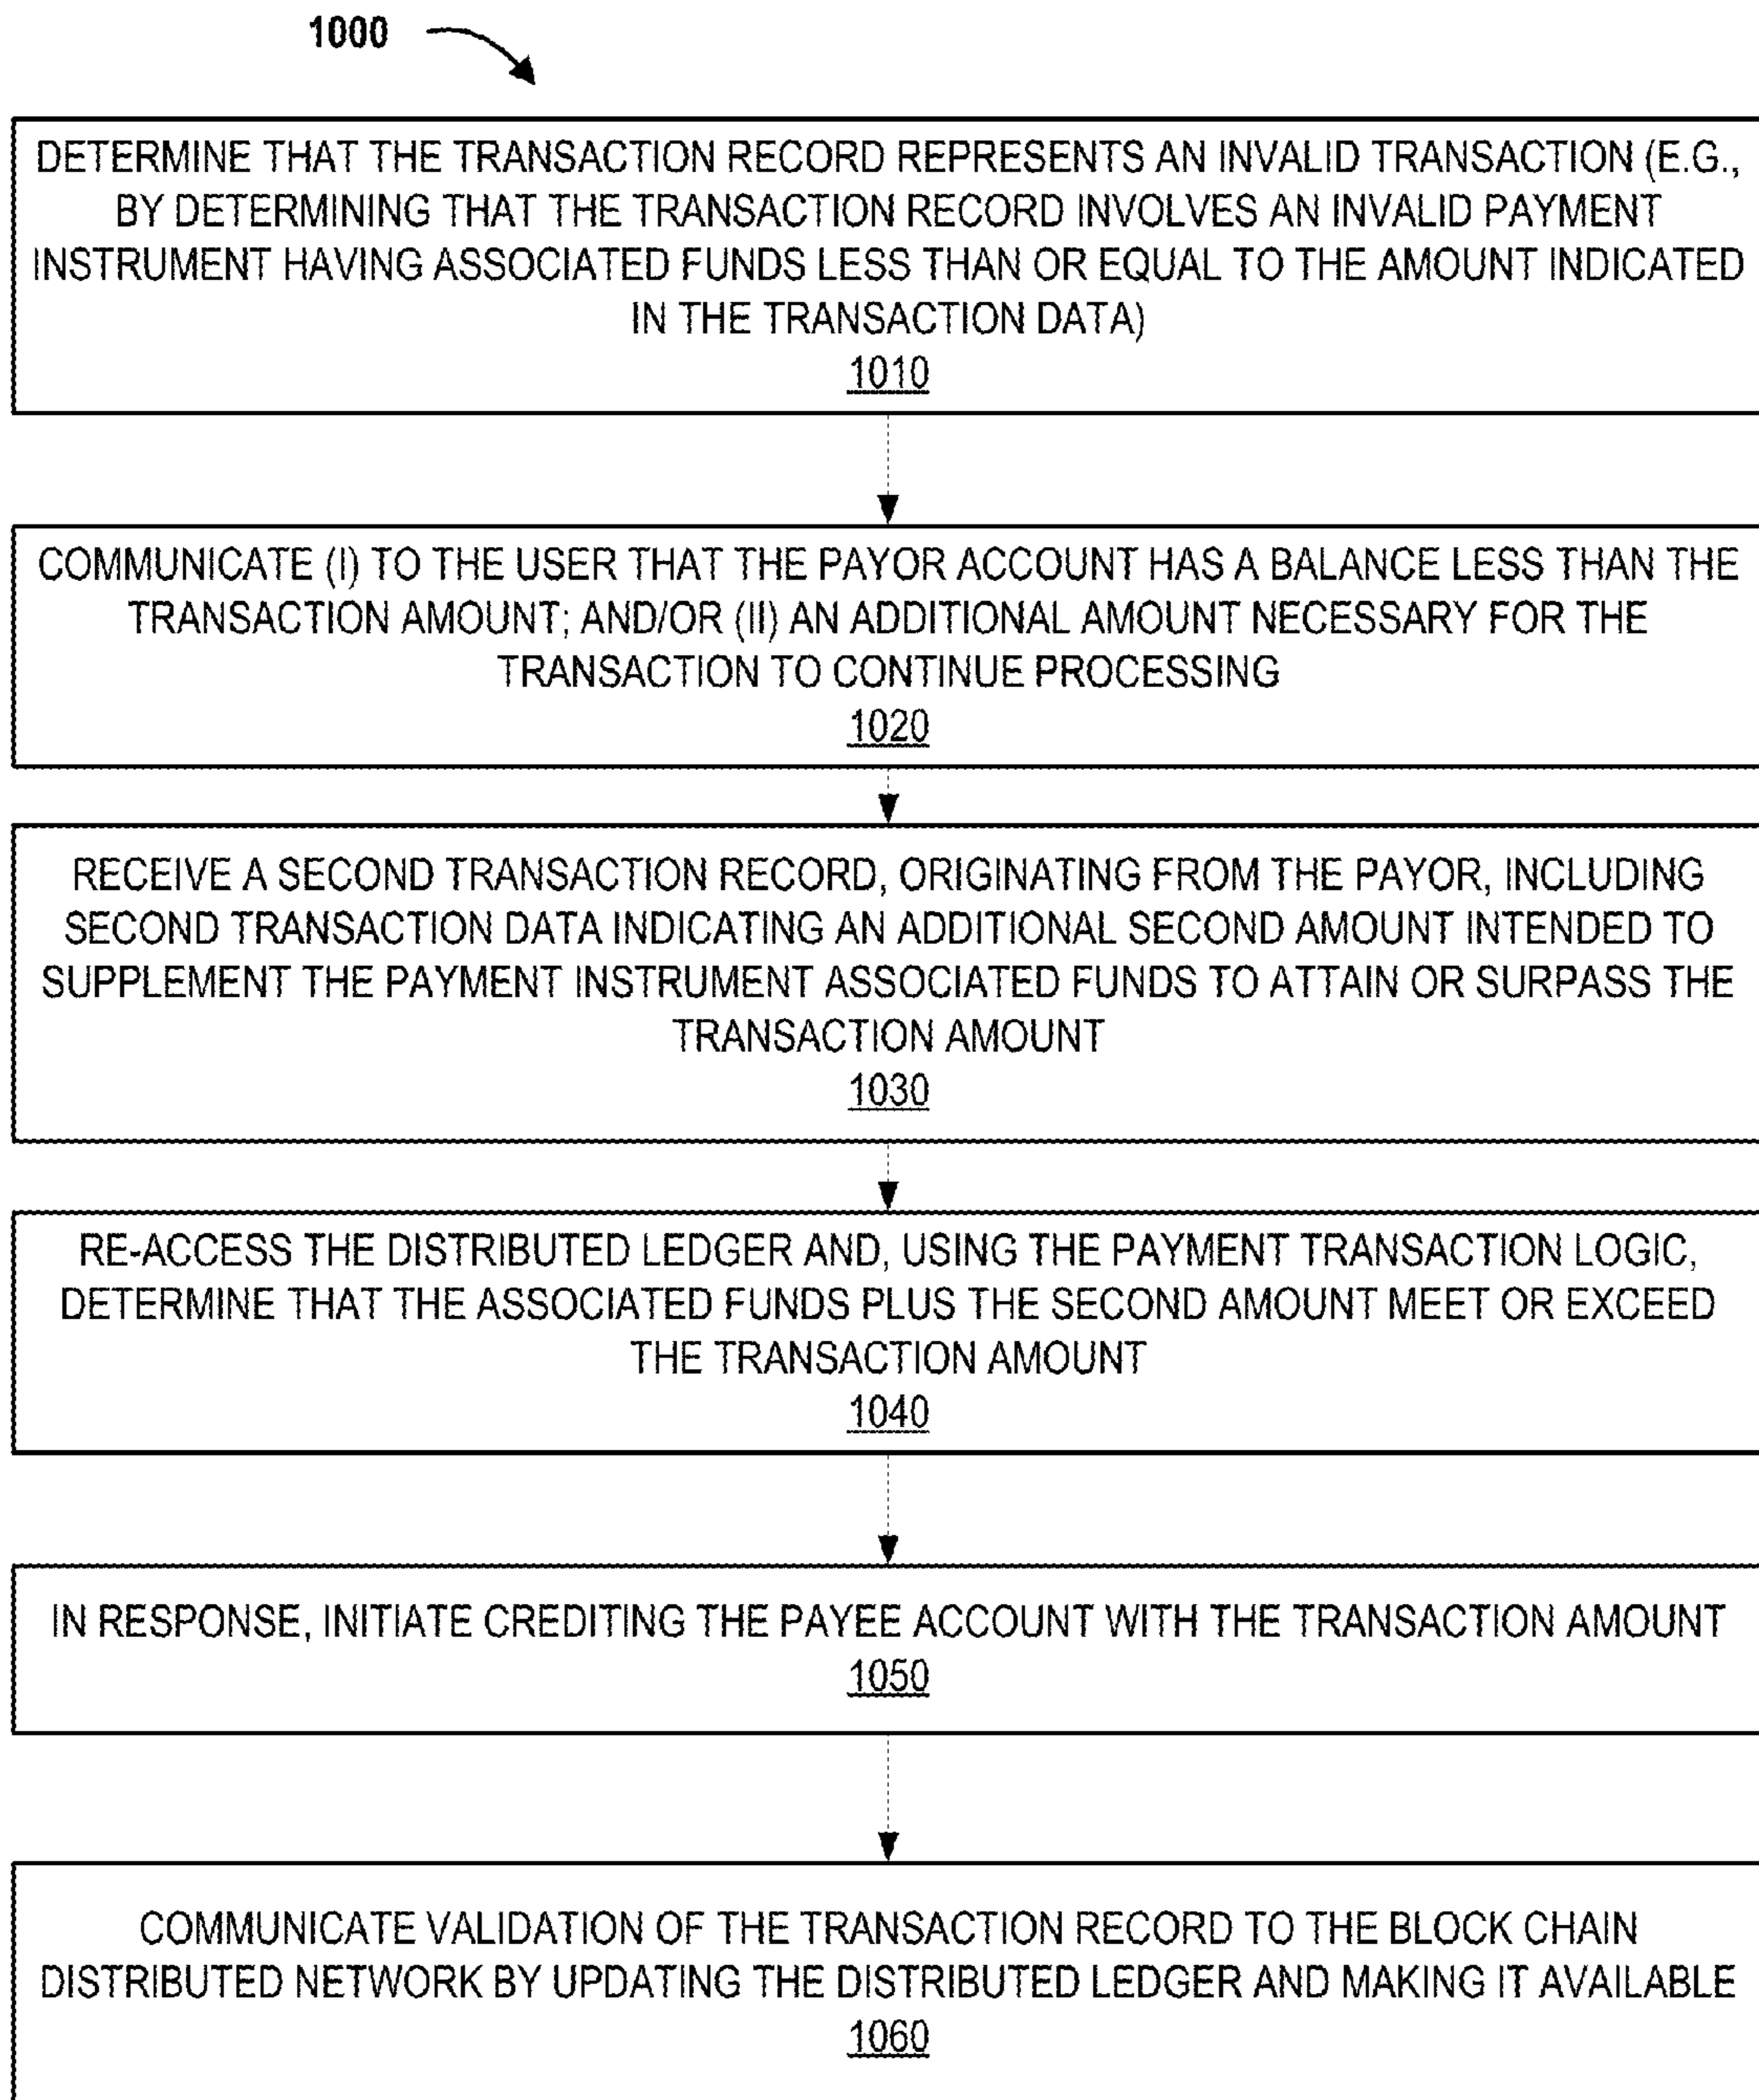 1000
DETERMINE THAT THE TRANSACTION RECORD REPRESENTS AN INVALID TRANSACTION (E.G.,
BY DETERMINING THAT THE TRANSACTION RECORD INVOLVES AN INVALID PAYMENT
INSTRUMENT HAVING ASSOCIATED FUNDS LESS THAN OR EQUAL TO THE AMOUNT INDICATED
IN THE TRANSACTION DATA)
1010
COMMUNICATE (I) TO THE USER THAT THE PAYOR ACCOUNT HAS A BALANCE LESS THAN THE
TRANSACTION AMOUNT; AND/OR (II) AN ADDITIONAL AMOUNT NECESSARY FOR THE
TRANSACTION TO CONTINUE PROCESSING
1020
RECEIVE A SECOND TRANSACTION RECORD, ORIGINATING FROM THE PAYOR, INCLUDING
SECOND TRANSACTION DATA INDICATING AN ADDITIONAL SECOND AMOUNT INTENDED TO
SUPPLEMENT THE PAYMENT INSTRUMENT ASSOCIATED FUNDS TO ATTAIN OR SURPASS THE
TRANSACTION AMOUNT
1030
RE-ACCESS THE DISTRIBUTED LEDGER AND, USING THE PAYMENT TRANSACTION LOGIC,
DETERMINE THAT THE ASSOCIATED FUNDS PLUS THE SECOND AMOUNT MEET OR EXCEED
THE TRANSACTION AMOUNT
1040
IN RESPONSE, INITIATE CREDITING THE PAYEE ACCOUNT WITH THE TRANSACTION AMOUNT
1050
COMMUNICATE VALIDATION OF THE TRANSACTION RECORD TO THE BLOCK CHAIN
DISTRIBUTED NETWORK BY UPDATING THE DISTRIBUTED LEDGER AND MAKING IT AVAILABLE
1060